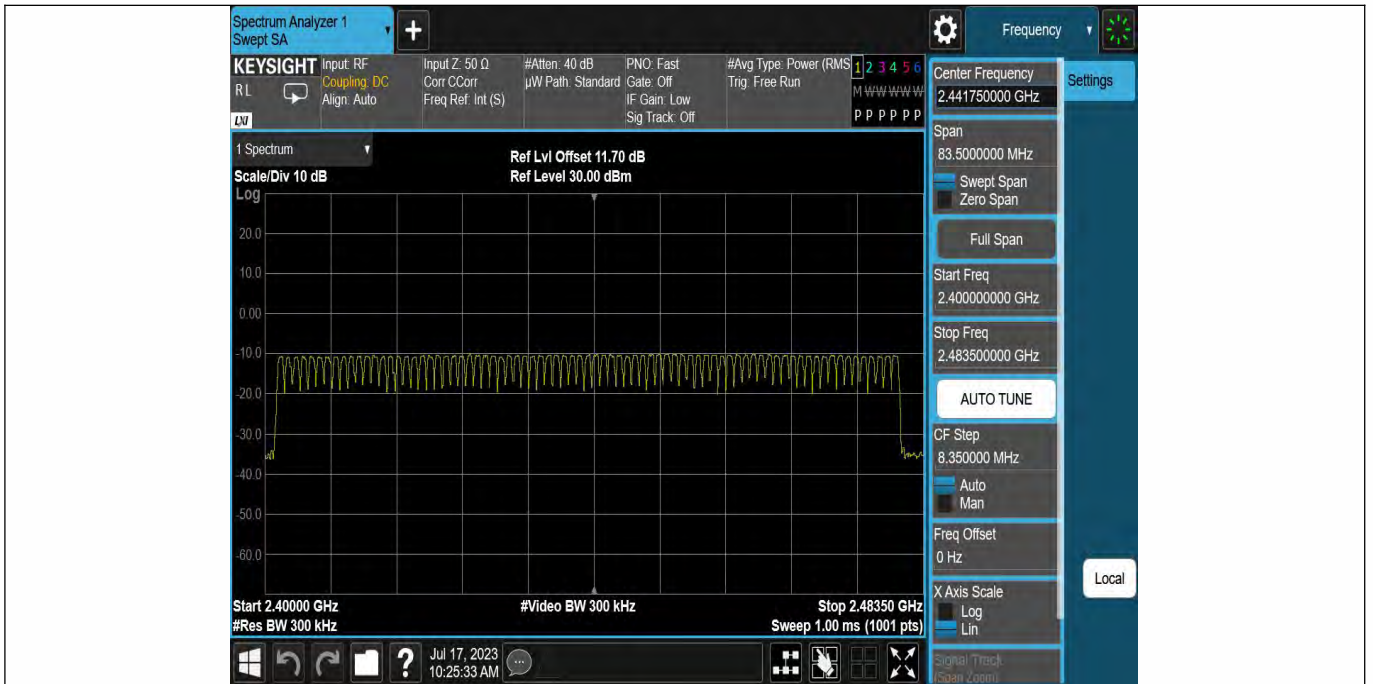 Spectrum Analyzer 1
Swept SA
+
Frequency
KEYSIGHT
R L
LXI
Input: RF
Coupling: DC
Align: Auto
Input Z: 50 Ω
Corr CCorr
Freq Ref: Int (S)
#Atten: 40 dB
µW Path: Standard
PNO: Fast
Gate: Off
IF Gain: Low
Sig Track: Off
#Avg Type: Power (RMS
Trig: Free Run
1 2 3 4 5 6
M W W W W W
P P P P P P
1 Spectrum
Scale/Div 10 dB
Ref Lvl Offset 11.70 dB
Ref Level 30.00 dBm
Log
20.0
10.0
0.00
-10.0
-20.0
-30.0
-40.0
-50.0
-60.0
Start 2.40000 GHz
#Video BW 300 kHz
Stop 2.48350 GHz
#Res BW 300 kHz
Sweep 1.00 ms (1001 pts)
Jul 17, 2023
10:25:33 AM
?
Center Frequency
2.441750000 GHz
Settings
Span
83.5000000 MHz
Swept Span
Zero Span
Full Span
Start Freq
2.400000000 GHz
Stop Freq
2.483500000 GHz
AUTO TUNE
CF Step
8.350000 MHz
Auto
Man
Freq Offset
0 Hz
X Axis Scale
Log
Lin
Signal Track
(Span Zoom)
Local